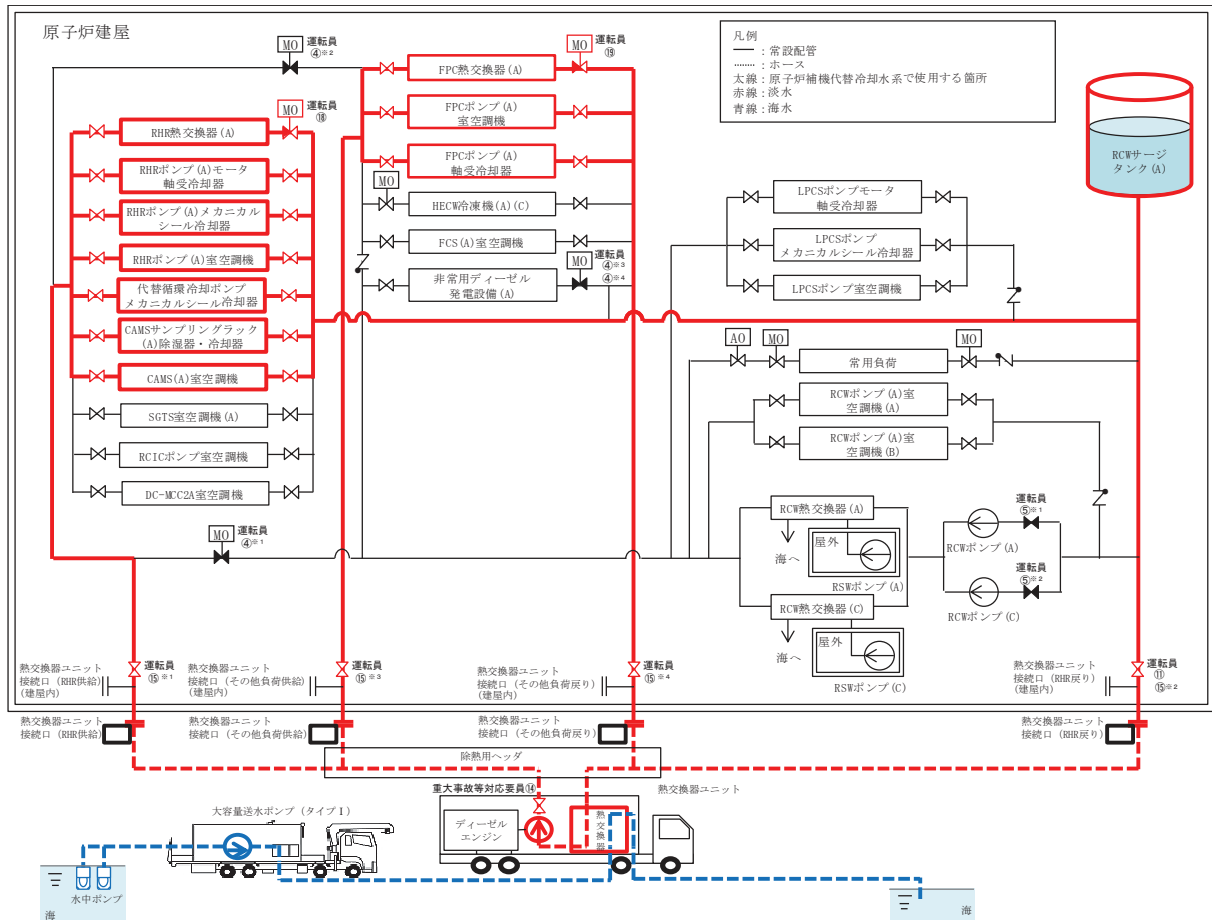 原子炉建屋
凡例
：常設配管
：ホース
太線：原子炉補機代替冷却水系で使用する箇所
赤線：淡水
青線：海水
MO
運転員
④※2
MO
運転員
⑲
FPC熱交換器(A)
FPCポンプ(A)
室空調機
FPCポンプ(A)
軸受冷却器
MO
HECW冷凍機(A)(C)
FCS(A)室空調機
非常用ディーゼル
発電設備(A)
MO
運転員
④※3
④※4
MO
運転員
⑱
RHR熱交換器(A)
RHRポンプ(A)モータ
軸受冷却器
RHRポンプ(A)メカニカル
シール冷却器
RHRポンプ(A)室空調機
代替循環冷却ポンプ
メカニカルシール冷却器
CAMSサンプリングラック
(A)除湿器・冷却器
CAMS(A)室空調機
SGTS室空調機(A)
RCICポンプ室空調機
DC-MCC2A室空調機
MO
運転員
④※1
RCWサージ
タンク(A)
LPCSポンプモータ
軸受冷却器
LPCSポンプ
メカニカルシール冷却器
LPCSポンプ室空調機
AO
MO
常用負荷
MO
RCWポンプ(A)室
空調機(A)
RCWポンプ(A)室
空調機(B)
RCW熱交換器(A)
海へ
屋外
RSWポンプ(A)
RCW熱交換器(C)
海へ
屋外
RSWポンプ(C)
運転員
⑤※1
RCWポンプ(A)
運転員
⑤※2
RCWポンプ(C)
熱交換器ユニット
接続口(RHR供給)
(建屋内)
運転員
⑮※1
熱交換器ユニット
接続口(その他負荷供給)
(建屋内)
運転員
⑮※3
熱交換器ユニット
接続口(その他負荷戻り)
(建屋内)
運転員
⑮※4
熱交換器ユニット
接続口(RHR戻り)
(建屋内)
運転員
⑪
⑮※2
熱交換器ユニット
接続口(RHR供給)
熱交換器ユニット
接続口(その他負荷供給)
熱交換器ユニット
接続口(その他負荷戻り)
熱交換器ユニット
接続口(RHR戻り)
除熱用ヘッダ
重大事故等対応要員⑭
熱交換器ユニット
大容量送水ポンプ(タイプⅠ)
ディーゼル
エンジン
熱交換器
水中ポンプ
海
海